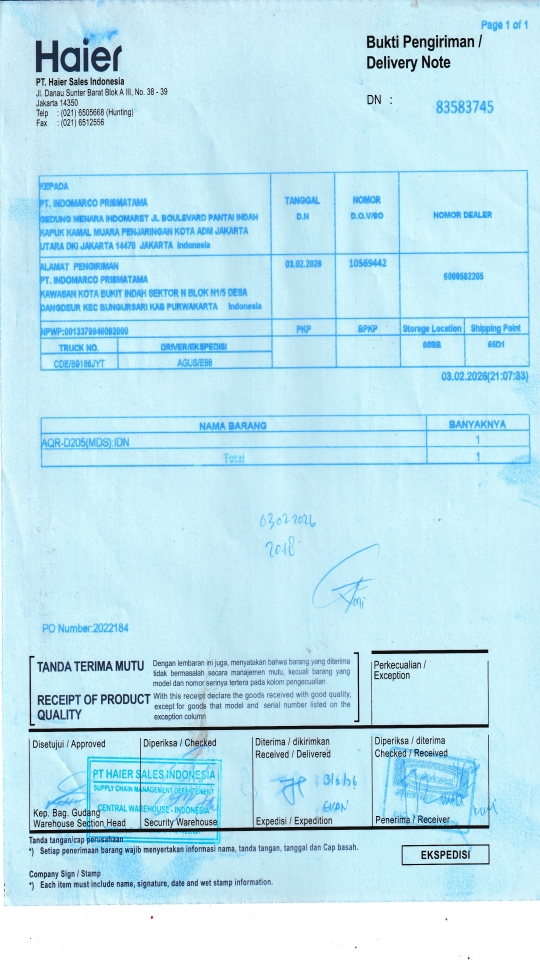 Page 1 of 1
Haier
Bukti Pengiriman /
Delivery Note
PT. Haier Sales Indonesia
Jl. Danau Sunter Barat Blok A III, No. 38 - 39
Jakarta 14350
Telp : (021) 6505668 (Hunting)
Fax : (021) 6512556
DN : 83583745
KEPADA
PT. INDOMARCO PRISMATAMA
GEDUNG MENARA INDOMARET JL BOULEVARD PANTAI INDAH
KAPUK KAMAL MUARA PENJARINGAN KOTA ADM JAKARTA
UTARA DKI JAKARTA 14470 JAKARTA Indonesia
TANGGAL
D.N
NOMOR
D.O.V/SO
NOMOR DEALER
ALAMAT PENGIRIMAN
PT. INDOMARCO PRISMATAMA
KAWASAN KOTA BUKIT INDAH SEKTOR N BLOK N1/5 DESA
DANGDEUR KEC BUNGURSARI KAB PURWAKARTA Indonesia
03.02.2026
10569442
6000582205
NPWP:0013379946092000
PKP
BPKP
Storage Location
Shipping Point
TRUCK NO.
DRIVER/EKSPEDISI
CDE/B9186JYT
AGUS/E86
03.02.2026(21:07:33)
NAMA BARANG
BANYAKNYA
AQR-D205(MDS):IDN
1
Total
1
03.02.2026
PO Number:2022184
TANDA TERIMA MUTU
Dengan lembaran ini juga, menyatakan bahwa barang yang diterima
tidak bermasalah secara manajemen mutu, kecuali barang yang
model dan nomor serinya tertera pada kolom pengecualian
RECEIPT OF PRODUCT
QUALITY
With this receipt declare the goods received with good quality,
except for goods that model and serial number listed on the
exception column
Perkecualian /
Exception
Disetujui / Approved
Diperiksa / Checked
Diterima / dikirimkan
Received / Delivered
Diperiksa / diterima
Checked / Received
PT HAIER SALES INDONESIA
SUPPLY CHAIN MANAGEMENT DEPARTEMENT
CENTRAL WAREHOUSE - INDONESIA
Kep. Bag. Gudang
Warehouse Section Head
Security Warehouse
Expedisi / Expedition
Penerima / Receiver
Tanda tangan/cap perusahaan
*) Setiap penerimaan barang wajib menyertakan informasi nama, tanda tangan, tanggal dan Cap basah.
EKSPEDISI
Company Sign / Stamp
*) Each item must include name, signature, date and wet stamp information.